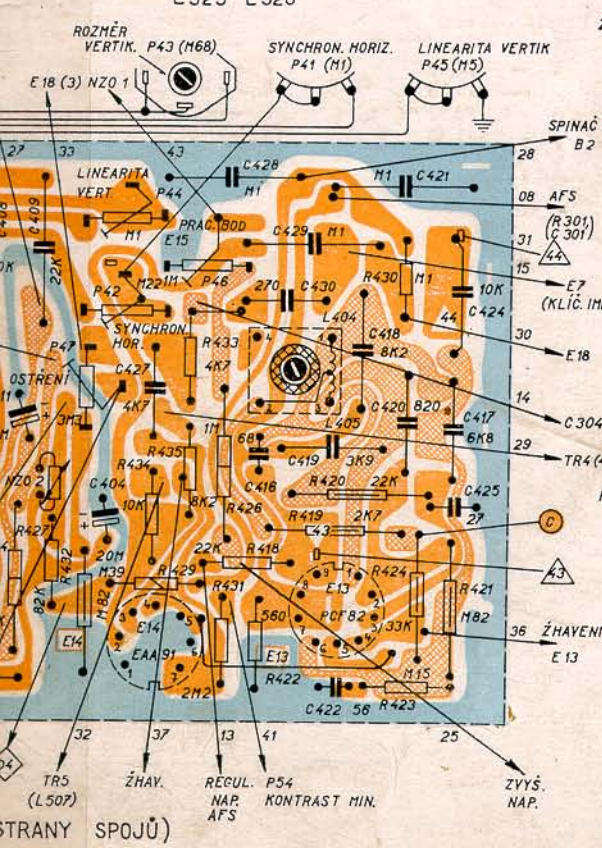 ROZMĚR
VERTIK. P43 (M68)
SYNCHRON. HORIZ.
P41 (M1)
LINEARITA VERTIK
P45 (M5)
E18 (3) NZO 1
SPINAČ
B2
27
33
43
28
LINEARITA
VERT.
P44
C428
M1
M1
C421
08
AFS
(R301,
C301)
C409
22K
M1
E15
PRAC. BOD
C429
M1
31
44
P42
M22
1M
P46
R430
M1
15
E7
10K
C424
270
C430
L404
44
SYNCHRON.
HOR.
P47
R433
4K7
C418
8K2
30
E18
OSTŘENÍ
C427
4K7
4
1
3M3
L405
C420
820
C417
6K8
14
C304
1M
68
C419
3K9
29
NZO 2
R434
R435
C404
C416
R420
22K
C425
27
10K
8K2
R426
R419
43
2K7
C
R427
R432
20M
M39
R429
22K
R418
43
82K
M82
R431
E13
R424
R421
E14
E14
EAA91
560
PCF82
33K
M82
36
ŽHAVENÍ
E13
E13
2M2
R422
M15
C422
56
R423
32
37
13
41
25
04
TR5
(L507)
ŽHAV.
REGUL.
NAP.
AFS
P54
KONTRAST MIN.
ZVYŠ.
NAP.
STRANY SPOJŮ)